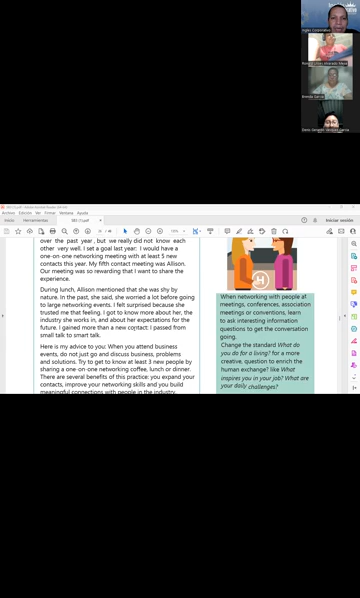 Inglés Corporativo
Brenda Garcia
Archivo Edición Ver Firmar Ventana Ayuda
Inicio Herramientas
Iniciar sesión
over the past year, but we really did not know each
other very well. I set a goal last year: I would have a
one-on-one networking meeting with at least 5 new
contacts this year. My fifth contact meeting was Allison.
Our meeting was so rewarding that I want to share the
experience.
During lunch, Allison mentioned that she was shy by
nature. In the past, she said, she worried a lot before going
to large networking events. I felt surprised because she
trusted me that feeling. I got to know more about her, the
industry she works in, and about her expectations for the
future. I gained more than a new contact: I passed from
small talk to smart talk.
Here is my advice to you: When you attend business
events, do not just go and discuss business, problems
and solutions. Try to get to know at least 3 new people by
sharing a one-on-one networking coffee, lunch or dinner.
There are several benefits of this practice: you expand your
contacts, improve your networking skills and you build
meaningful connections with people in the industry.
H
When networking with people at
meetings, conferences, association
meetings or conventions, learn
to ask interesting information
questions to get the conversation
going.
Change the standard What do
you do for a living? for a more
creative, question to enrich the
human exchange? like What
inspires you in your job? What are
your daily challenges?